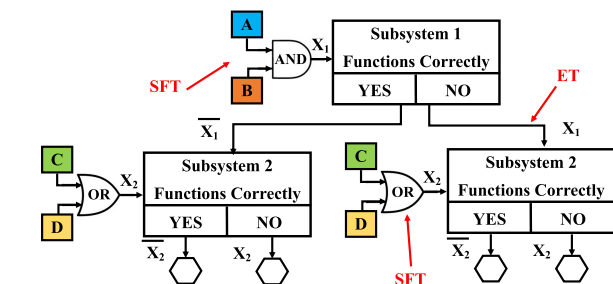 A
Subsystem 1
X₁
AND
Functions Correctly
ET
SFT
B
YES NO
X̅₁
X₁
C
C
Subsystem 2
Subsystem 2
X₂
OR
Functions Correctly
X₂
OR
Functions Correctly
D
YES NO
D
YES NO
X̅₂
X₂
X̅₂
X₂
SFT